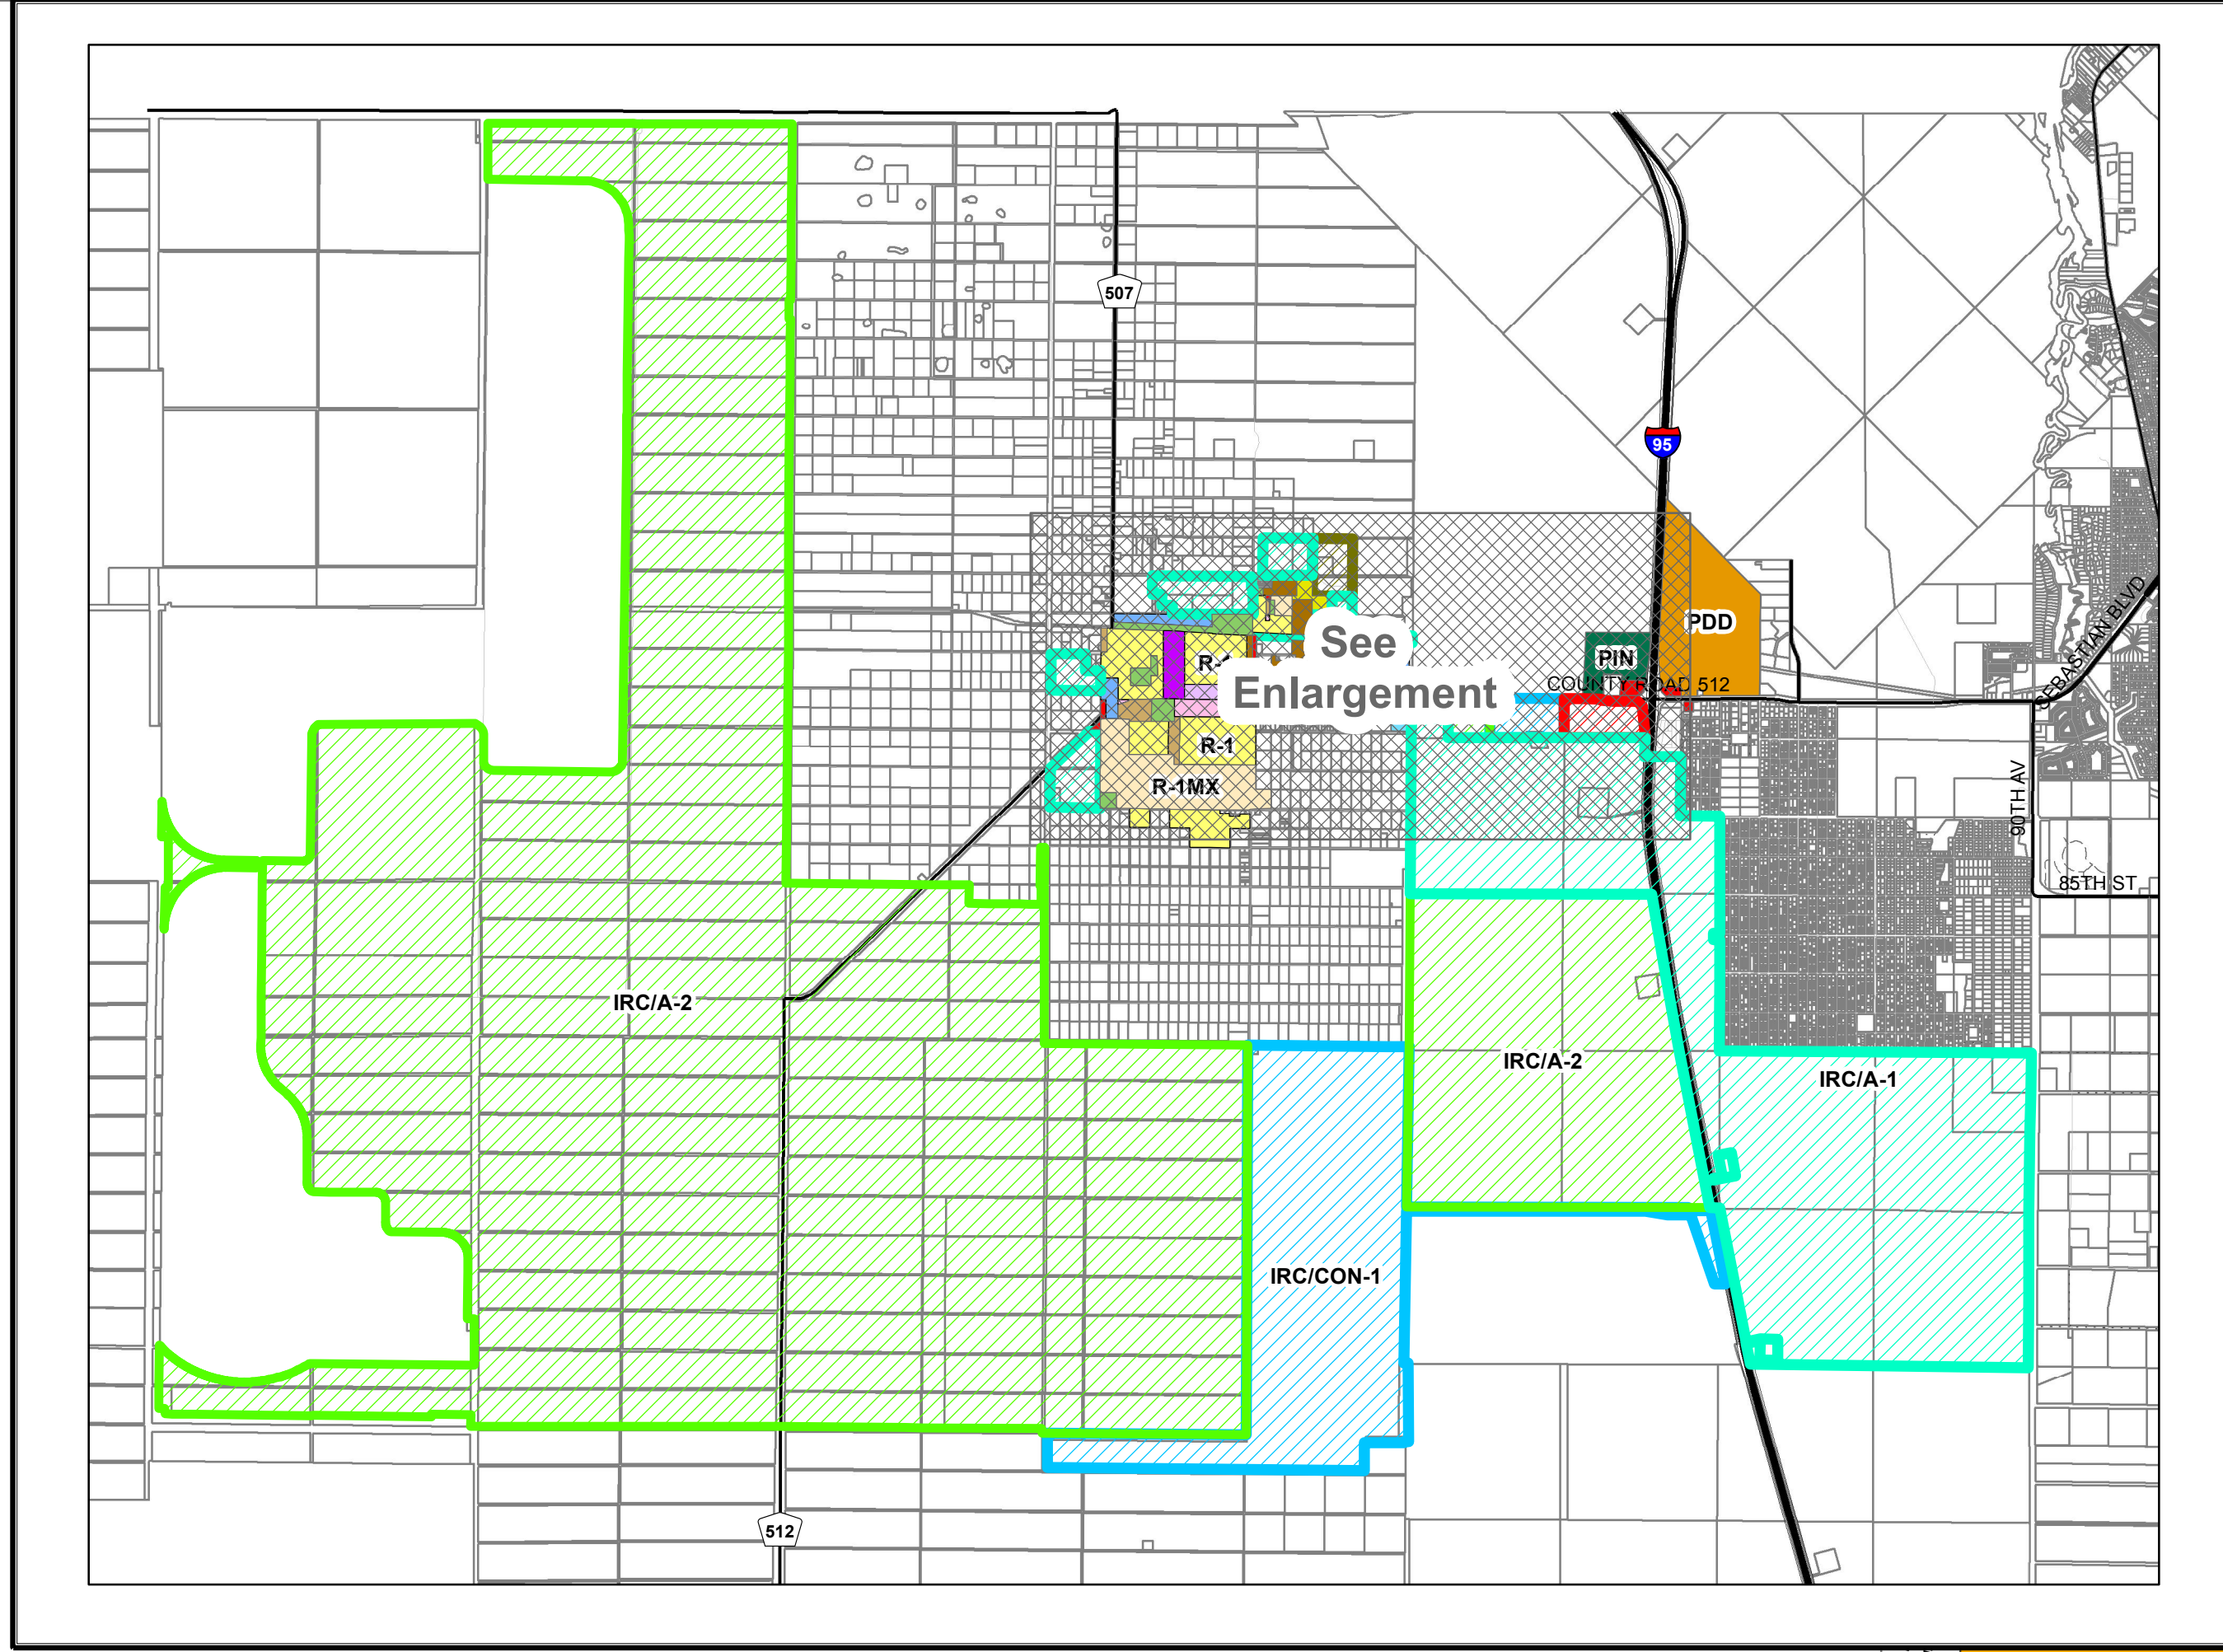 507
95
SEBASTIAN BLVD
PDD
See
Enlargement
PIN
COUNTY ROAD 512
R-1
R-1MX
90TH AV
85TH ST
IRC/A-2
IRC/A-2
IRC/A-1
IRC/CON-1
512